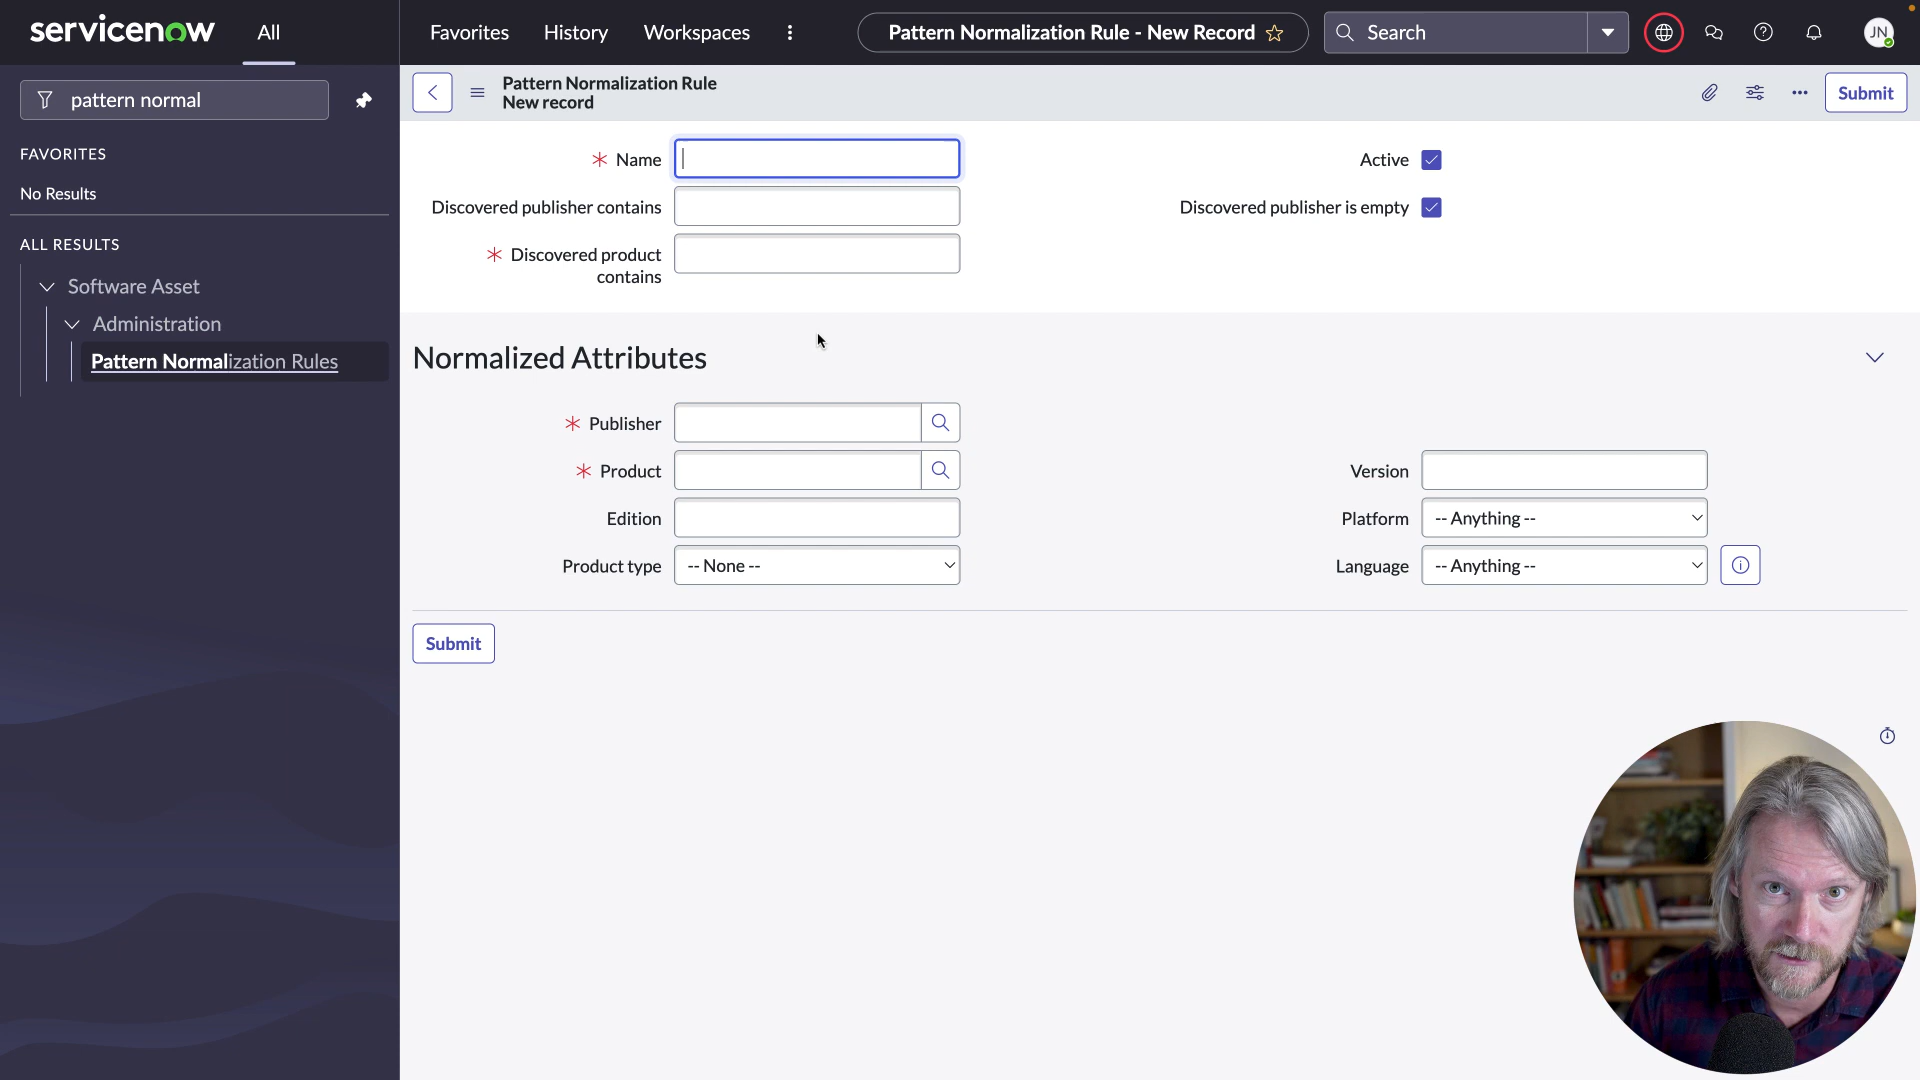 servicenow
All
Favorites
History
Workspaces
Pattern Normalization Rule - New Record
Search
JN
pattern normal
FAVORITES
No Results
ALL RESULTS
Software Asset
Administration
Pattern Normalization Rules
Pattern Normalization Rule
New record
Submit
Name
Active
Discovered publisher contains
Discovered publisher is empty
Discovered product
contains
Normalized Attributes
Publisher
Product
Version
Edition
Platform
-- Anything --
Product type
-- None --
Language
-- Anything --
Submit